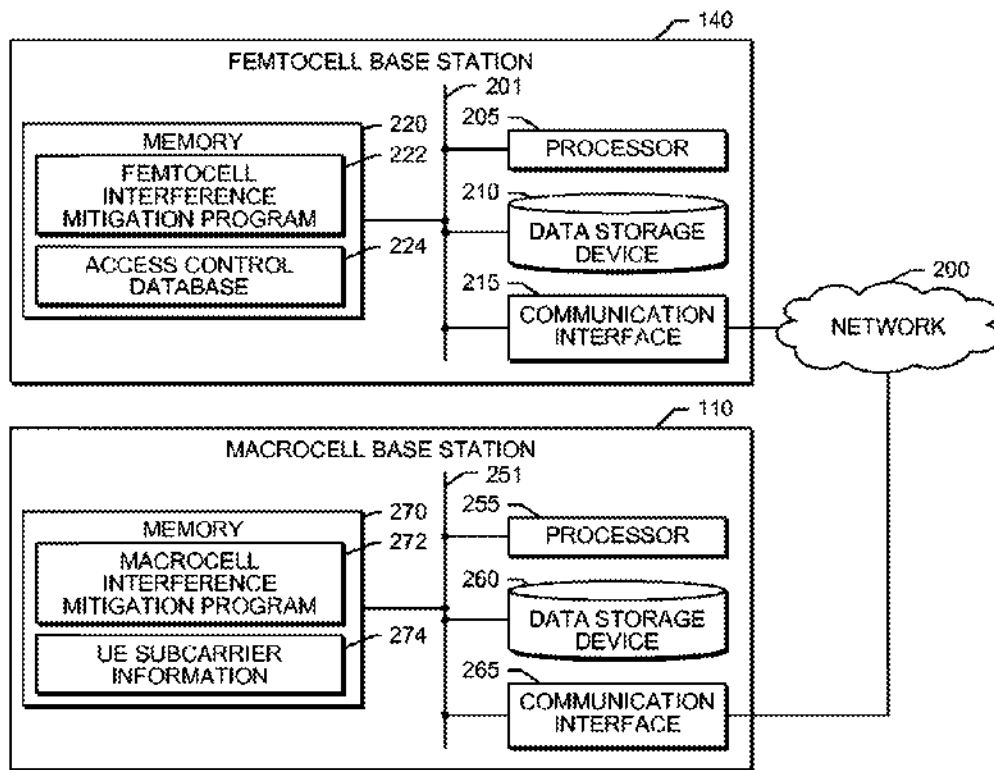 140
FEMTOCELL BASE STATION
201
220
MEMORY
222
FEMTOCELL
INTERFERENCE
MITIGATION PROGRAM
224
ACCESS CONTROL
DATABASE
205
PROCESSOR
210
DATA STORAGE
DEVICE
215
COMMUNICATION
INTERFACE
200
NETWORK
110
MACROCELL BASE STATION
251
270
MEMORY
272
MACROCELL
INTERFERENCE
MITIGATION PROGRAM
274
UE SUBCARRIER
INFORMATION
255
PROCESSOR
260
DATA STORAGE
DEVICE
265
COMMUNICATION
INTERFACE